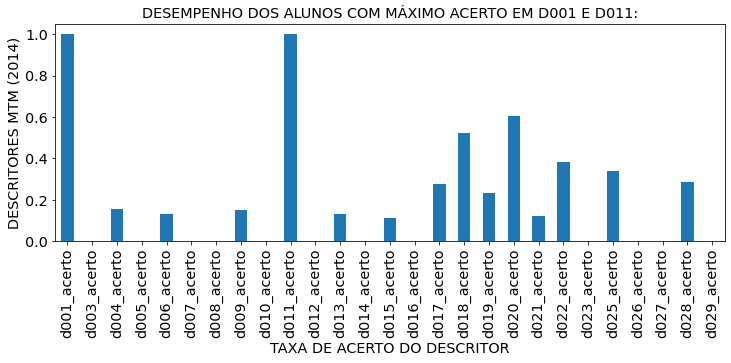 DESEMPENHO DOS ALUNOS COM MÁXIMO ACERTO EM D001 E D011:
DESCRITORES MTM (2014)
1.0
0.8
0.6
0.4
0.2
0.0
d001_acerto
d003_acerto
d004_acerto
d005_acerto
d006_acerto
d007_acerto
d008_acerto
d009_acerto
d010_acerto
d011_acerto
d012_acerto
d013_acerto
d014_acerto
d015_acerto
d016_acerto
d017_acerto
d018_acerto
d019_acerto
d020_acerto
d021_acerto
d022_acerto
d023_acerto
d025_acerto
d026_acerto
d027_acerto
d028_acerto
d029_acerto
TAXA DE ACERTO DO DESCRITOR